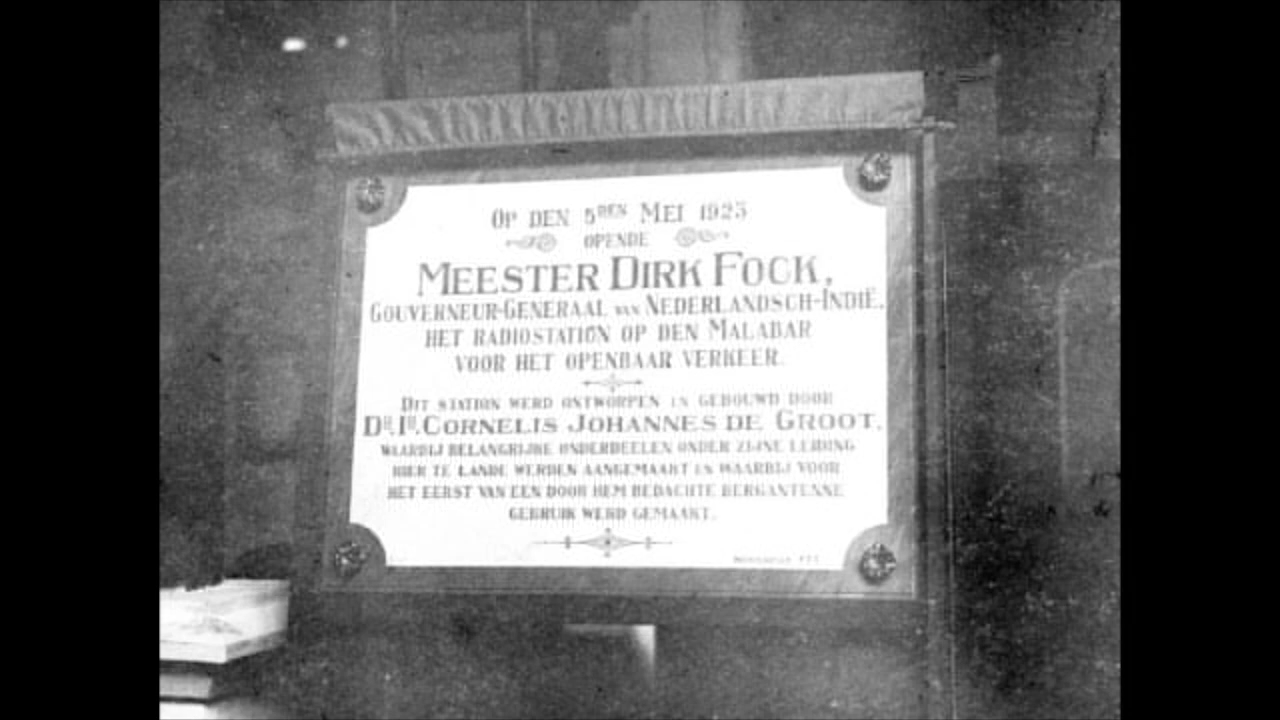 OP DEN 5DEN MEI 1923
OPENDE
MEESTER DIRK FOCK,
GOUVERNEUR-GENERAAL VAN NEDERLANDSCH-INDIË.
HET RADIOSTATION OP DEN MALABAR
VOOR HET OPENBAAR VERKEER.
DIT STATION WERD ONTWORPEN EN GEBOUWD DOOR
DR. IR. CORNELIS JOHANNES DE GROOT.
WAARBIJ BELANGRIJKE ONDERDEELEN ONDER ZIJNE LEIDING
HIER TE LANDE WERDEN AANGEMAAKT EN WAARBIJ VOOR
HET EERST VAN EEN DOOR HEM BEDACHTE BERGANTENNE
GEBRUIK WERD GEMAAKT.